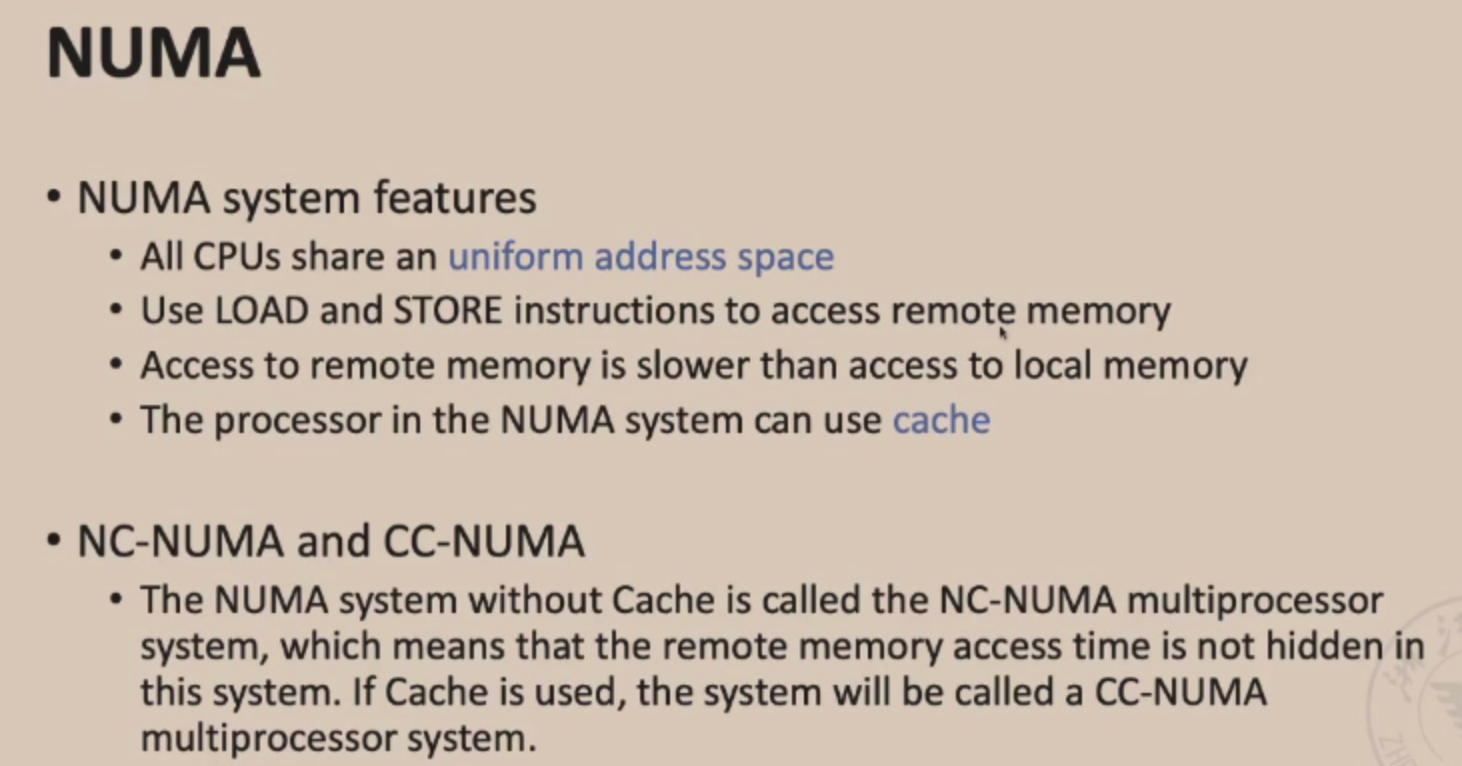 NUMA
• NUMA system features
• All CPUs share an uniform address space
• Use LOAD and STORE instructions to access remote memory
• Access to remote memory is slower than access to local memory
• The processor in the NUMA system can use cache
• NC-NUMA and CC-NUMA
• The NUMA system without Cache is called the NC-NUMA multiprocessor
system, which means that the remote memory access time is not hidden in
this system. If Cache is used, the system will be called a CC-NUMA
multiprocessor system.